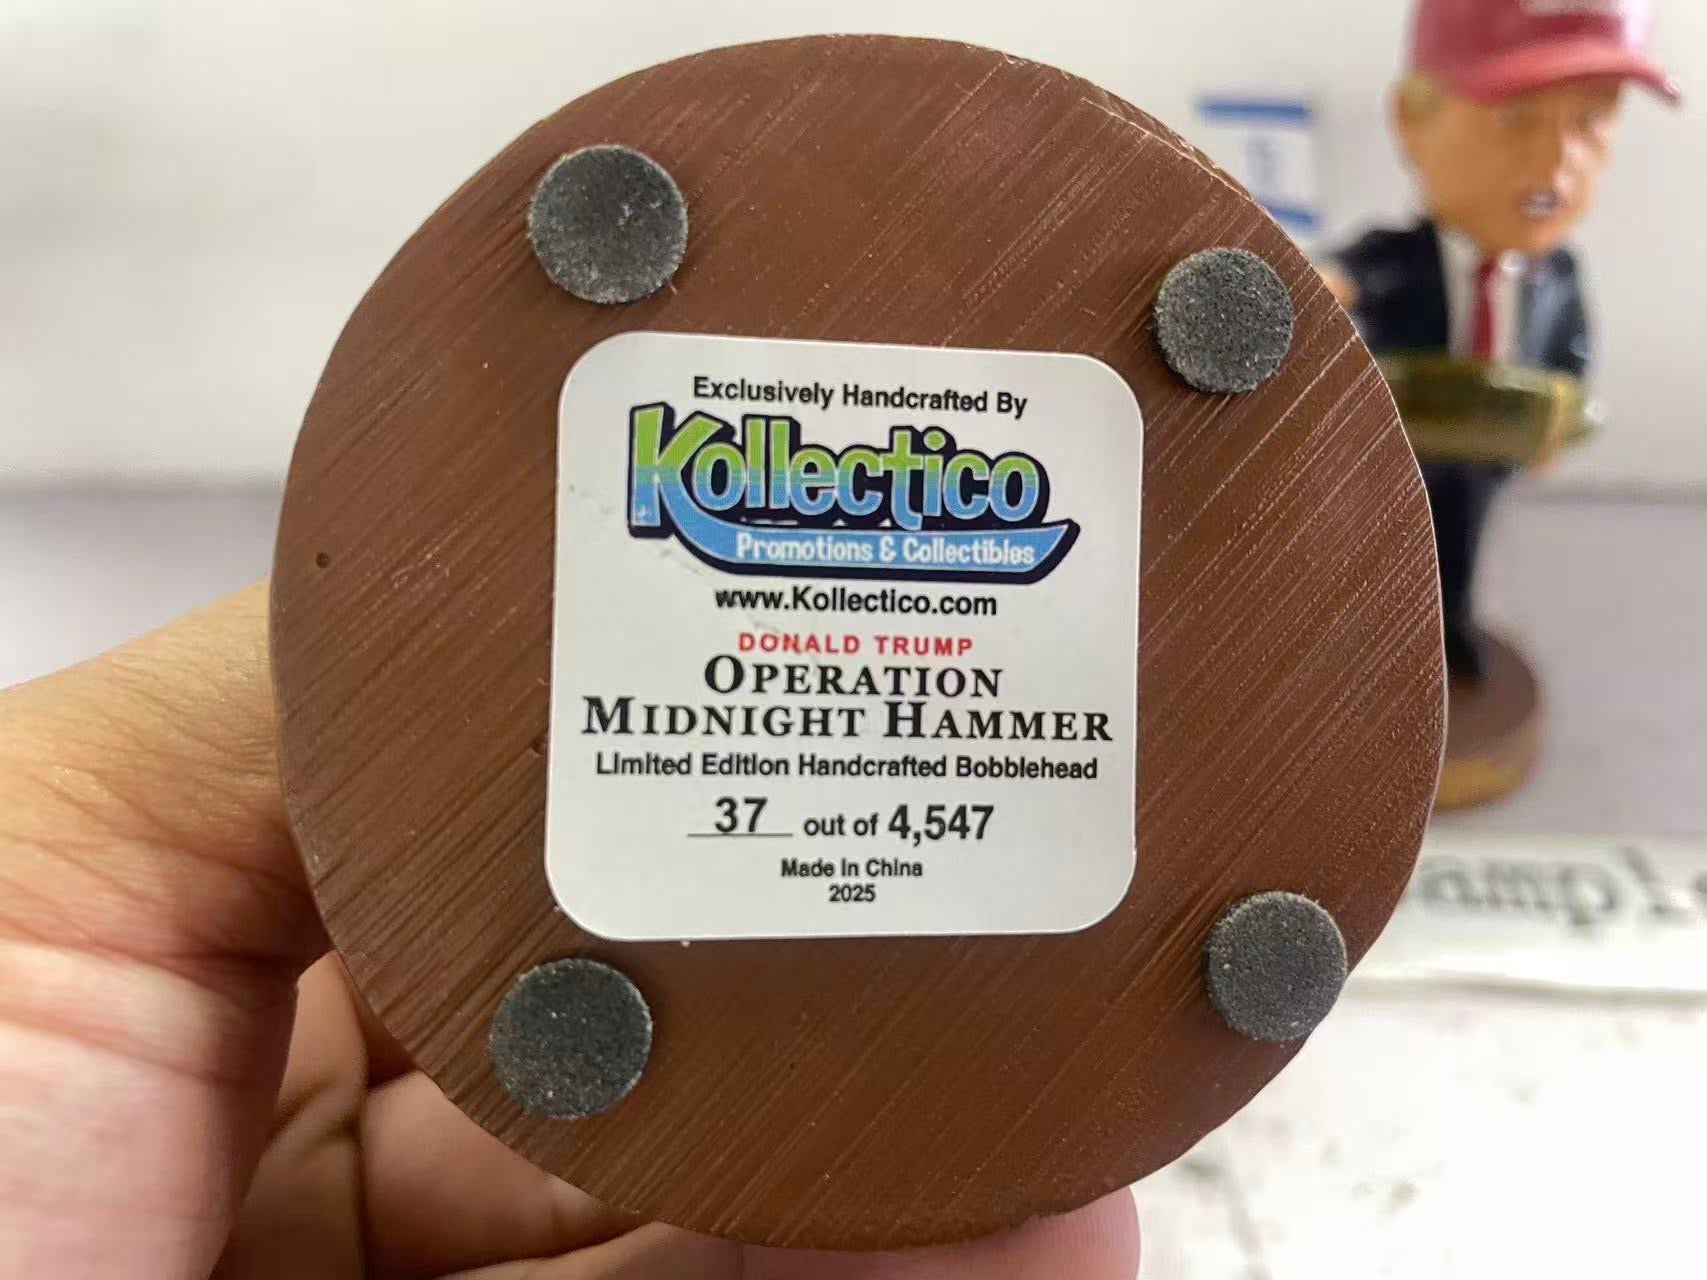 Exclusively Handcrafted By
Kollectico
Promotions & Collectibles
www.Kollectico.com
DONALD TRUMP
OPERATION
MIDNIGHT HAMMER
Limited Edition Handcrafted Bobblehead
37 out of 4,547
Made In China
2025